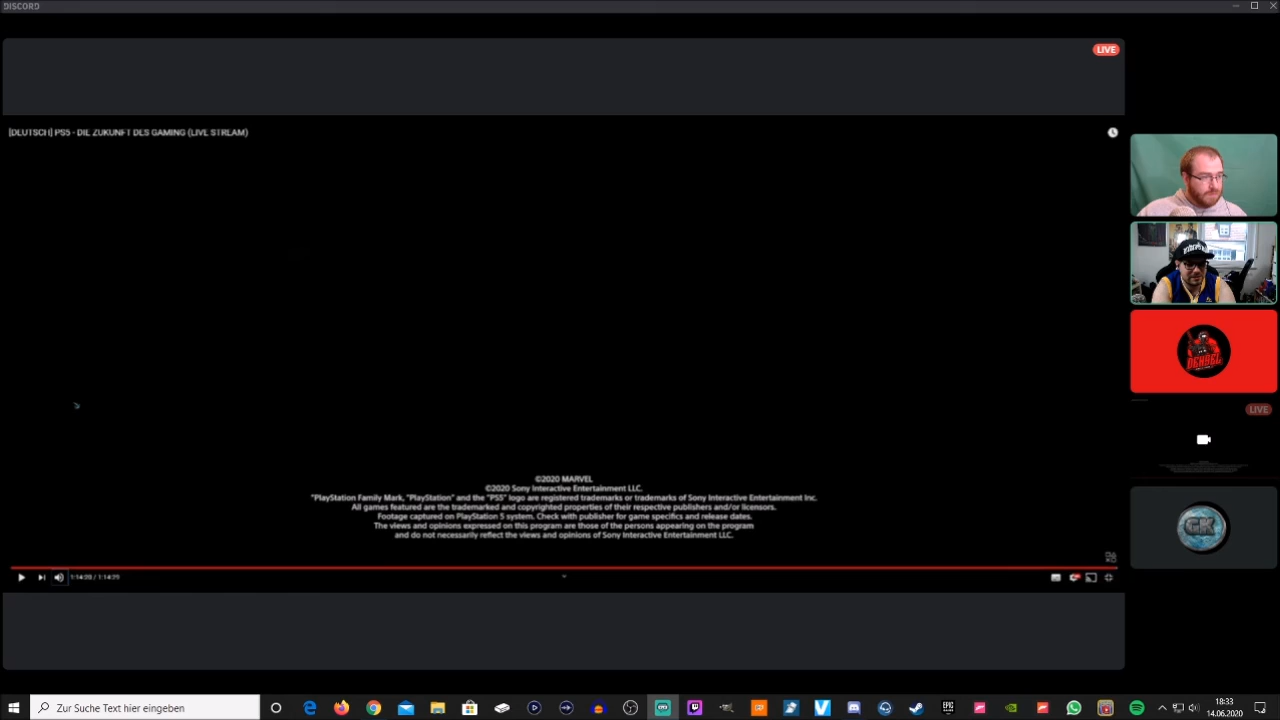 DISCORD
LIVE
[DEUTSCH] PS5 - DIE ZUKUNFT DES GAMING (LIVE STREAM)
DEABEL
LIVE
GK
©2020 MARVEL
©2020 Sony Interactive Entertainment LLC.
"PlayStation Family Mark, "PlayStation" and the "PS5" logo are registered trademarks or trademarks of Sony Interactive Entertainment Inc.
All games featured are the trademarked and copyrighted properties of their respective publishers and/or licensors.
Footage captured on PlayStation 5 system. Check with publisher for game specifics and release dates.
The views and opinions expressed on this program are those of the persons appearing on the program
and do not necessarily reflect the views and opinions of Sony Interactive Entertainment LLC.
Zur Suche Text hier eingeben
EPIC
18:33
14.06.2020